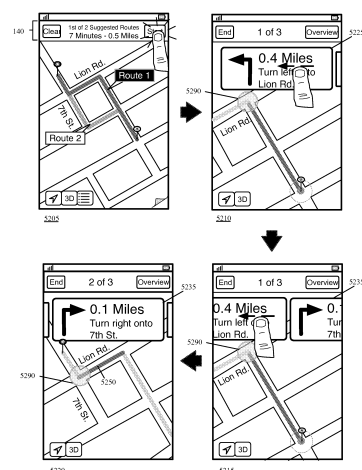 140
Clear
1st of 2 Suggested Routes
7 Minutes - 0.5 Miles
Lion Rd.
Route 1
7th St.
Route 2
3D
5205
End
1 of 3
Overview
5225
0.4 Miles
Turn left onto
Lion Rd.
5290
Lion Rd.
3D
5210
End
2 of 3
Overview
5235
0.1 Miles
Turn right onto
7th St.
Lion Rd.
5290
5250
7th St.
3D
5220
End
1 of 3
Overview
5235
0.4 Miles
0.1
Turn left o
Turn
Lion Rd.
7th
5290
Lion Rd.
3D
5215